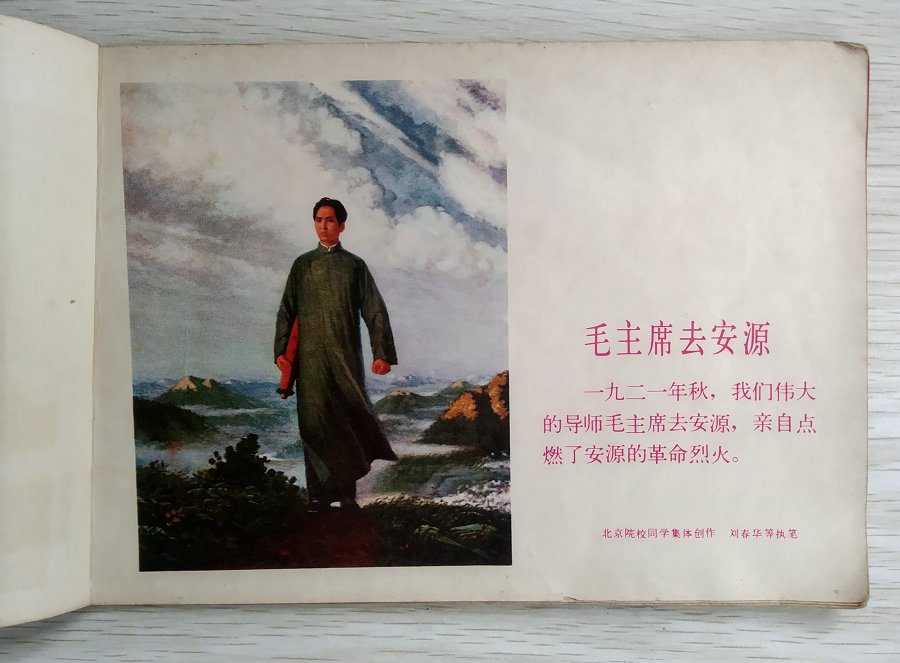 毛主席去安源
一九二一年秋，我们伟大
的导师毛主席去安源，亲自点
燃了安源的革命烈火。
北京院校同学集体创作　刘春华等执笔